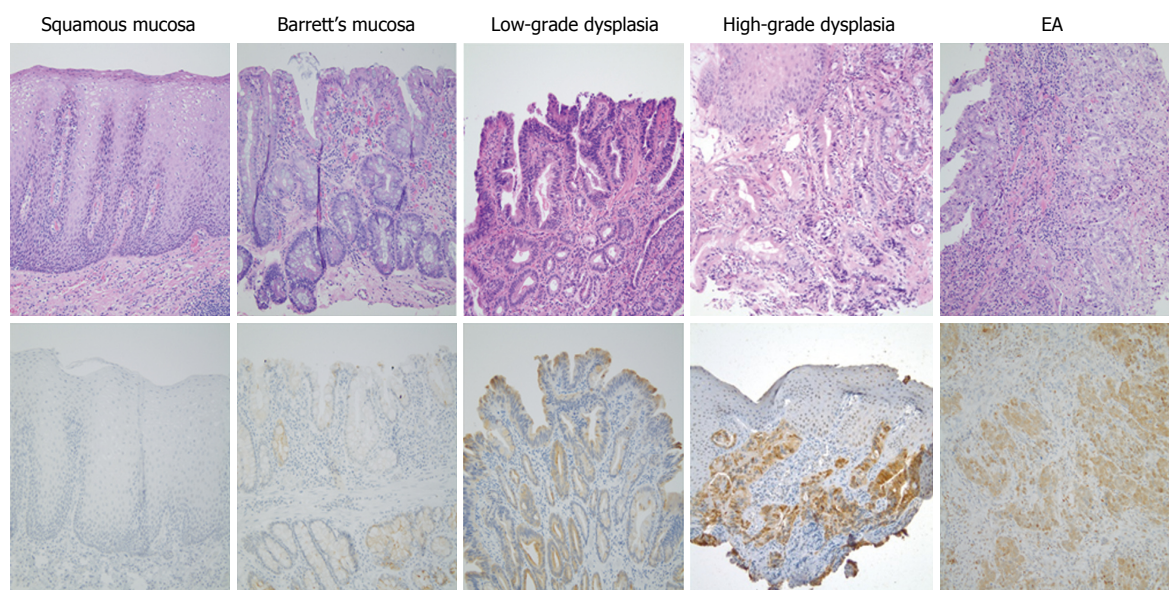 Squamous mucosa
Barrett's mucosa
Low-grade dysplasia
High-grade dysplasia
EA